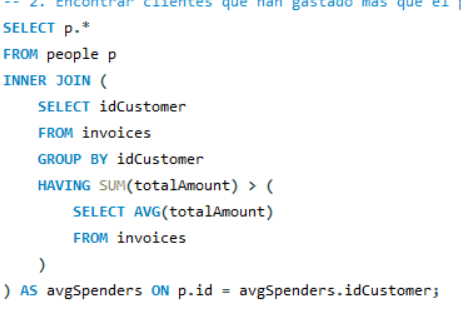 -- 2. Encontrar clientes que han gastado más que el
SELECT p.*
FROM people p
INNER JOIN (
SELECT idCustomer
FROM invoices
GROUP BY idCustomer
HAVING SUM(totalAmount) > (
SELECT AVG(totalAmount)
FROM invoices
)
) AS avgSpenders ON p.id = avgSpenders.idCustomer;